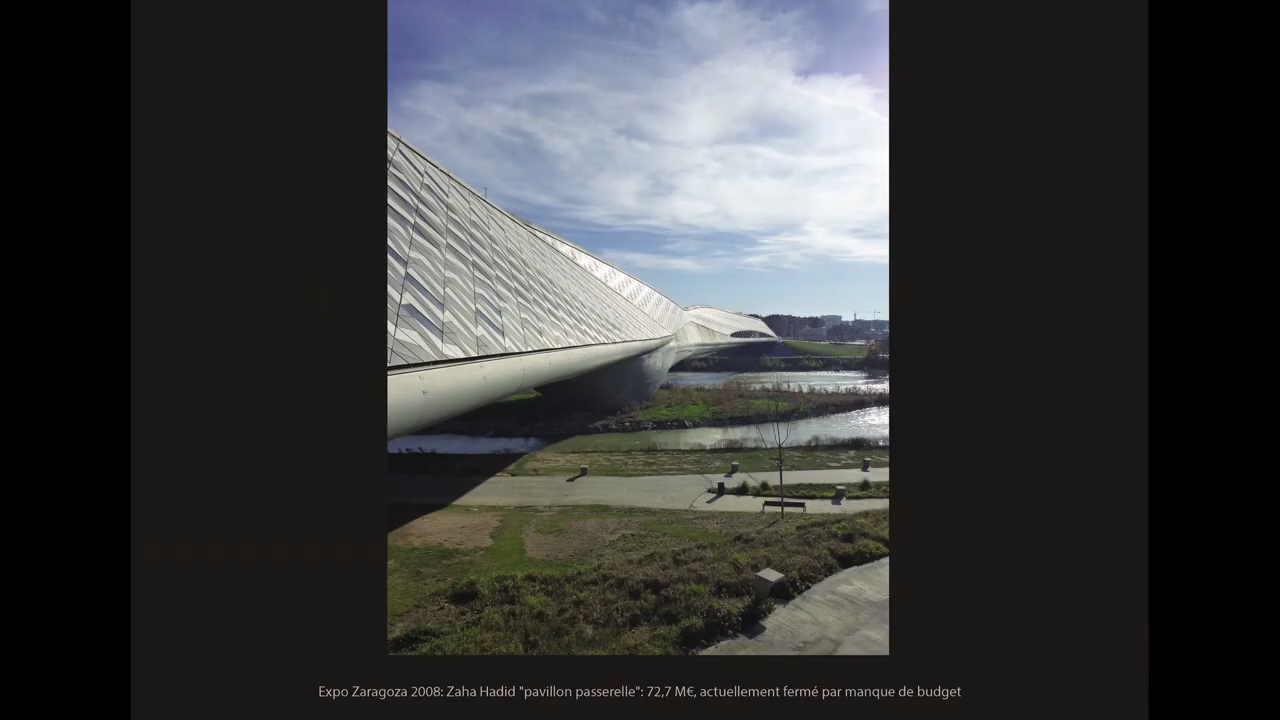 Expo Zaragoza 2008: Zaha Hadid "pavillon passerelle": 72,7 M€, actuellement fermé par manque de budget